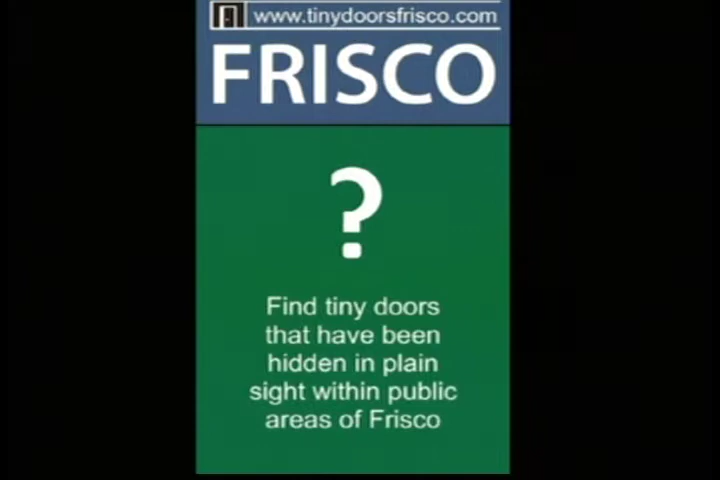 www.tinydoorsfrisco.com
FRISCO
?
Find tiny doors
that have been
hidden in plain
sight within public
areas of Frisco